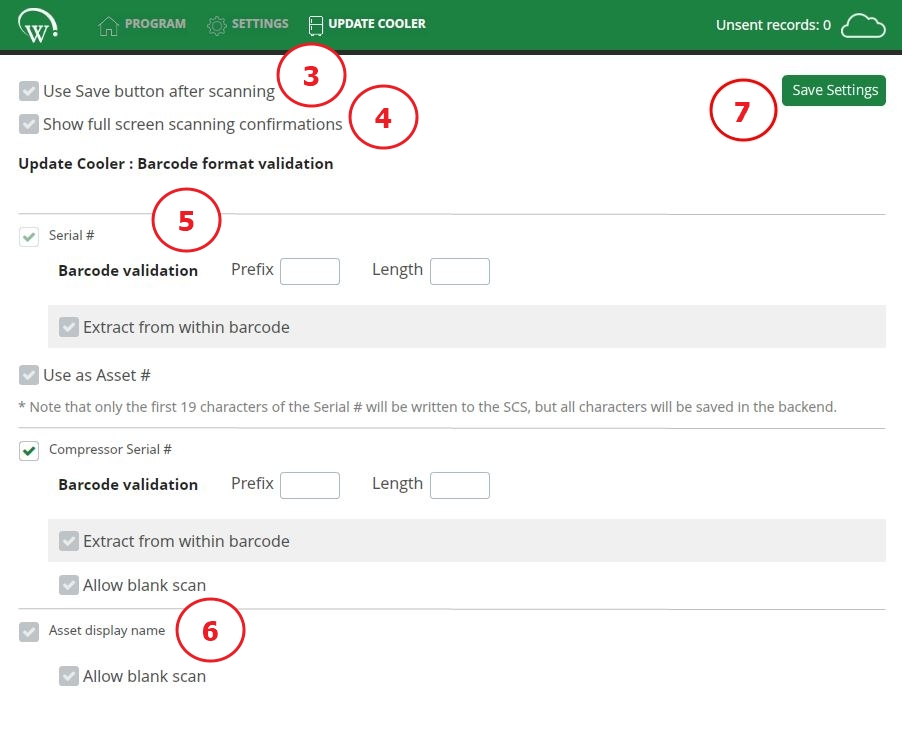 W PROGRAM SETTINGS UPDATE COOLER Unsent records: 0
Use Save button after scanning 3
Save Settings
7
Show full screen scanning confirmations 4
Update Cooler : Barcode format validation
5
Serial #
Barcode validation Prefix Length
Extract from within barcode
Use as Asset #
* Note that only the first 19 characters of the Serial # will be written to the SCS, but all characters will be saved in the backend.
Compressor Serial #
Barcode validation Prefix Length
Extract from within barcode
Allow blank scan
Asset display name 6
Allow blank scan